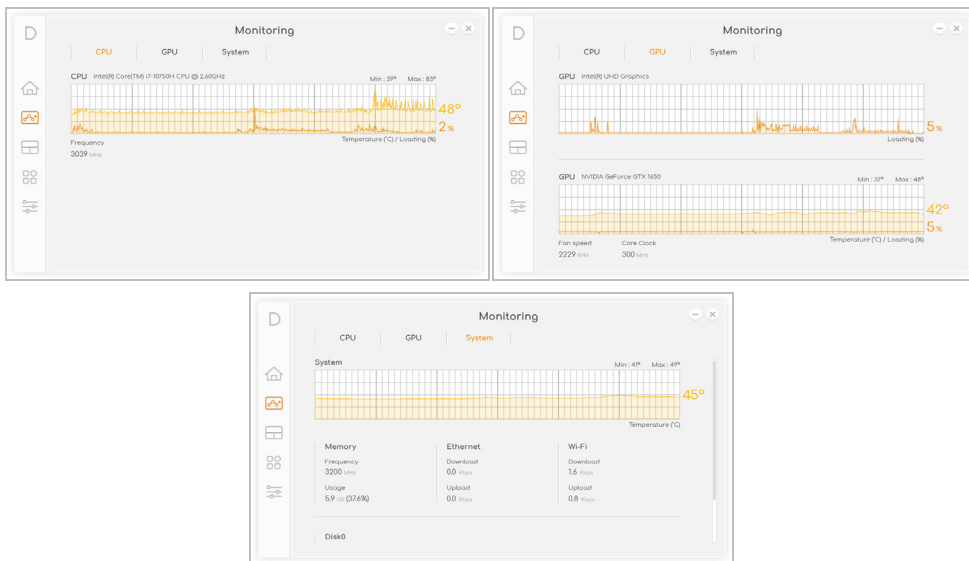 D
Monitoring
CPU GPU System
CPU Intel(R) Core(TM) i7-10750H CPU @ 2.60GHz
Min : 39° Max : 83°
48°
2 %
Temperature (°C) / Loading (%)
Frequency
3039 MHz
D
Monitoring
CPU GPU System
GPU Intel(R) UHD Graphics
5 %
Loading (%)
GPU NVIDIA GeForce GTX 1650
Min : 37° Max : 48°
42°
5 %
Temperature (°C) / Loading (%)
Fan speed Core Clock
2229 RPM 300 MHz
D
Monitoring
CPU GPU System
System
Min : 41° Max : 49°
45°
Temperature (°C)
Memory Ethernet Wi-Fi
Frequency Download Download
3200 MHz 0.0 Kbps 1.6 Kbps
Usage Upload Upload
5.9 GB (37.6%) 0.0 Kbps 0.8 Kbps
Disk0